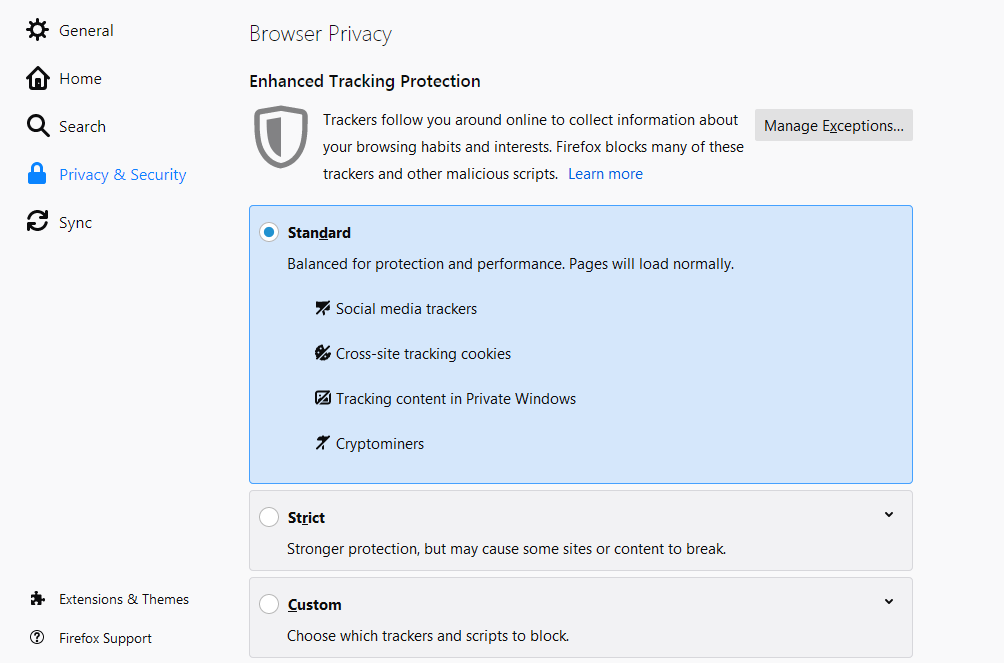 General
Home
Search
Privacy & Security
Sync
Extensions & Themes
Firefox Support
Browser Privacy
Enhanced Tracking Protection
Trackers follow you around online to collect information about
your browsing habits and interests. Firefox blocks many of these
trackers and other malicious scripts. Learn more
Manage Exceptions...
Standard
Balanced for protection and performance. Pages will load normally.
Social media trackers
Cross-site tracking cookies
Tracking content in Private Windows
Cryptominers
Strict
Stronger protection, but may cause some sites or content to break.
Custom
Choose which trackers and scripts to block.